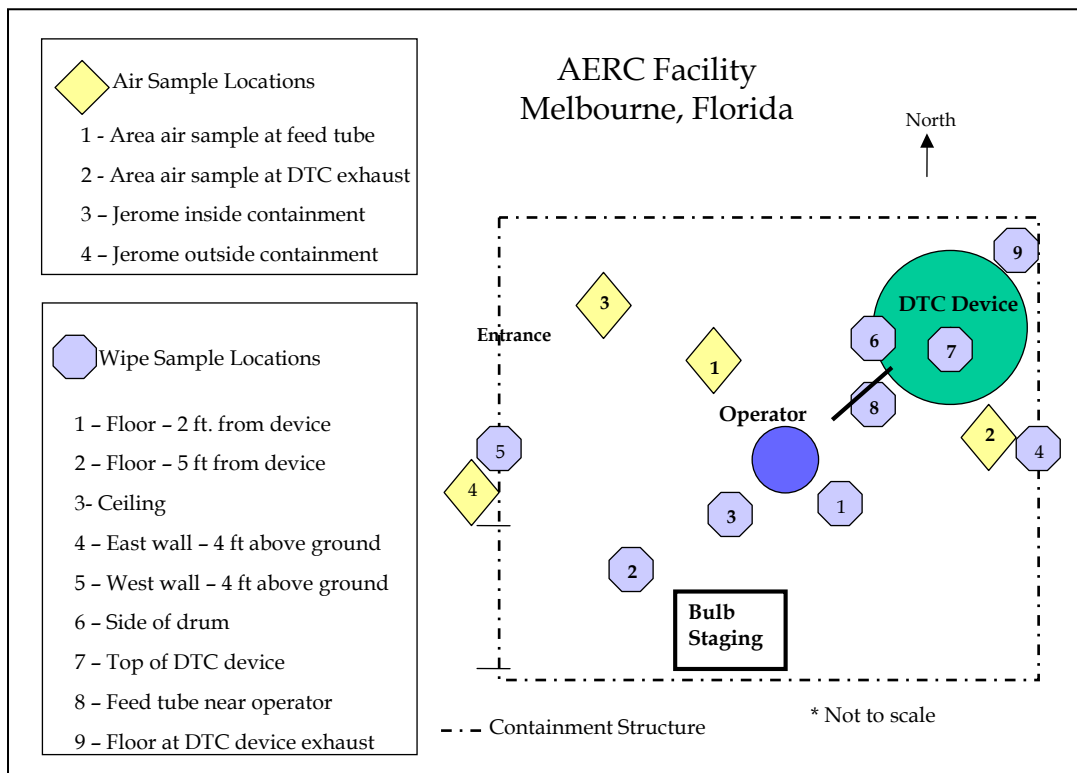 AERC Facility
Melbourne, Florida
Air Sample Locations
1 - Area air sample at feed tube
2 - Area air sample at DTC exhaust
3 – Jerome inside containment
4 – Jerome outside containment
Wipe Sample Locations
1 – Floor – 2 ft. from device
2 – Floor – 5 ft from device
3- Ceiling
4 – East wall – 4 ft above ground
5 – West wall – 4 ft above ground
6 – Side of drum
7 – Top of DTC device
8 – Feed tube near operator
9 – Floor at DTC device exhaust
North
9
DTC Device
3
Entrance
6
7
1
8
Operator
2
4
5
4
3
1
2
Bulb
Staging
* Not to scale
Containment Structure